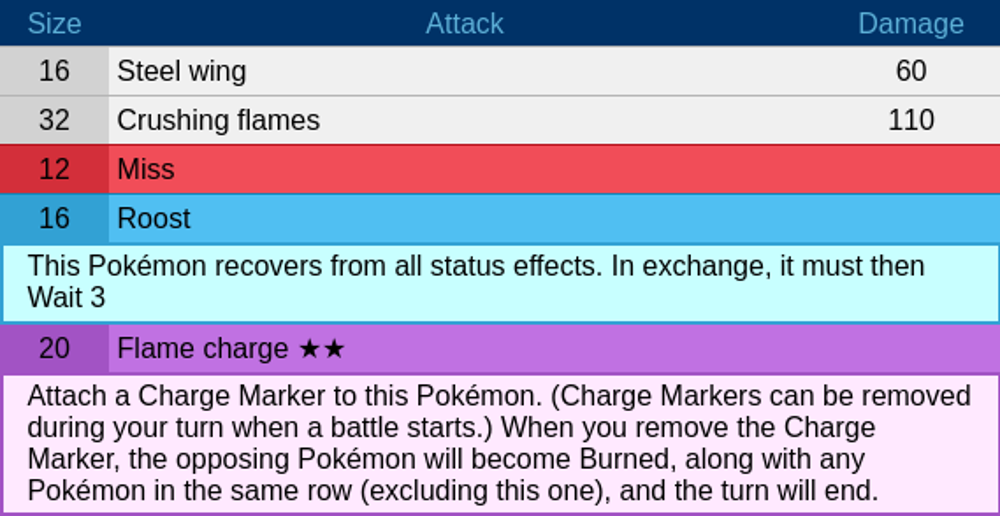 Size Attack Damage
16 Steel wing 60
32 Crushing flames 110
12 Miss
16 Roost
This Pokémon recovers from all status effects. In exchange, it must then
Wait 3
20 Flame charge ★★
Attach a Charge Marker to this Pokémon. (Charge Markers can be removed
during your turn when a battle starts.) When you remove the Charge
Marker, the opposing Pokémon will become Burned, along with any
Pokémon in the same row (excluding this one), and the turn will end.